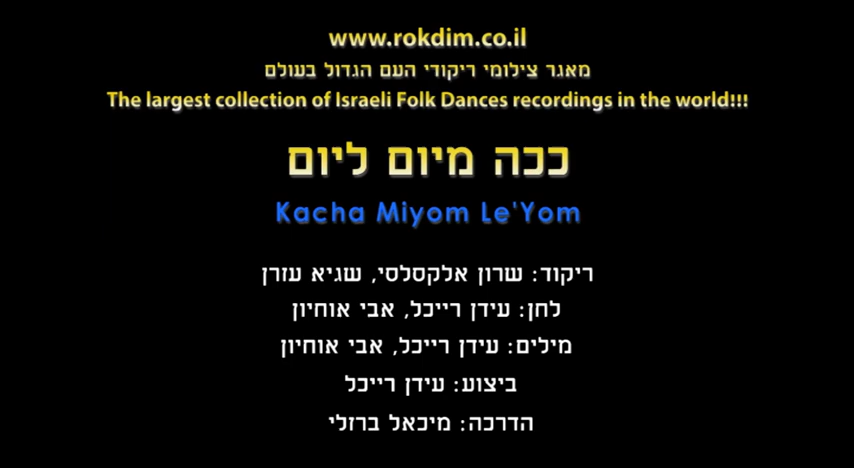 www.rokdim.co.il
מאגר צילומי ריקודי העם הגדול בעולם
The largest collection of Israeli Folk Dances recordings in the world!!!
ככה מיום ליום
Kacha Miyom Le'Yom
ריקוד: שרון אלקסלסי, שגיא עזרן
לחן: עידן רייכל, אבי אוחיון
מילים: עידן רייכל, אבי אוחיון
ביצוע: עידן רייכל
הדרכה: מיכאל ברזלי